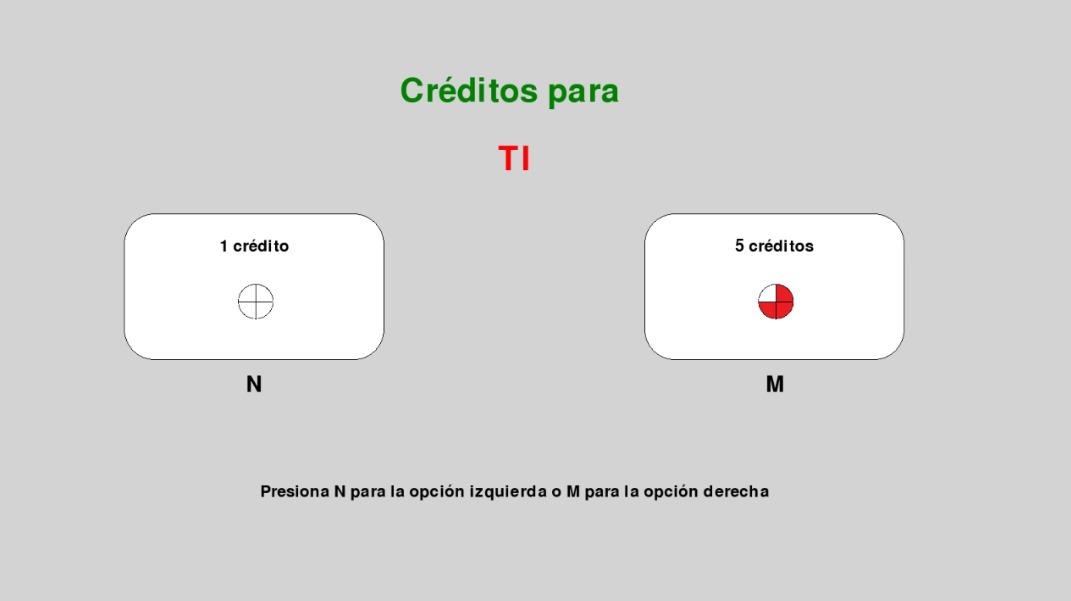 Créditos para
TI
1 crédito
5 créditos
N
M
Presiona N para la opción izquierda o M para la opción derecha